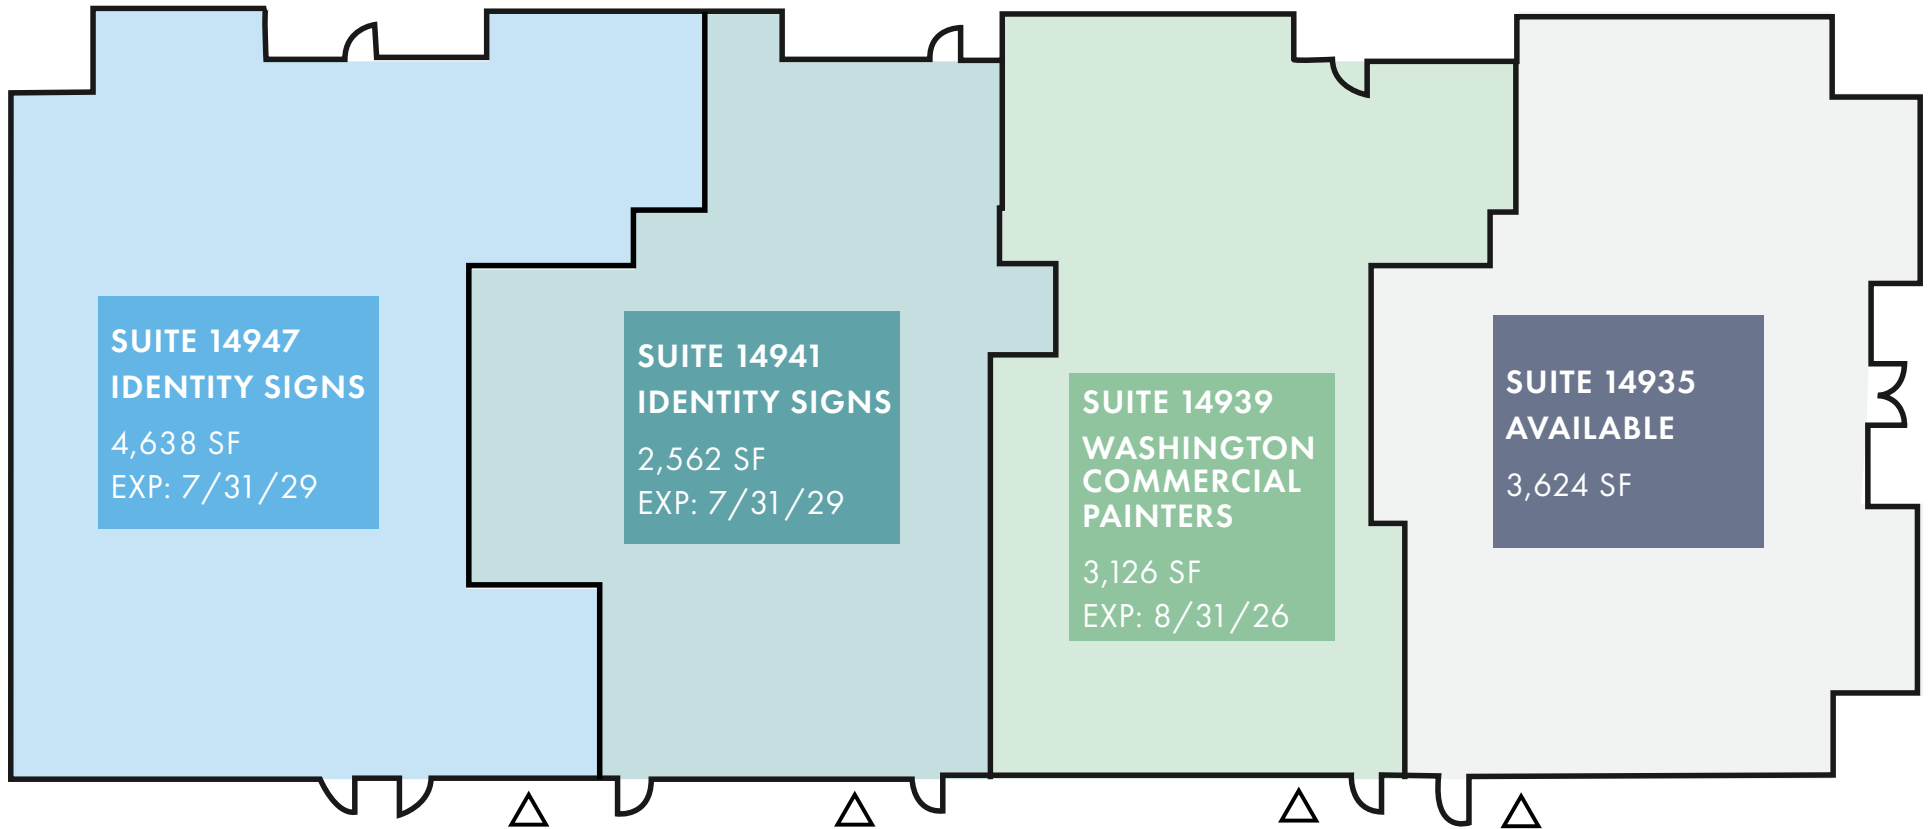 SUITE 14947
IDENTITY SIGNS
4,638 SF
EXP: 7/31/29
SUITE 14941
IDENTITY SIGNS
2,562 SF
EXP: 7/31/29
SUITE 14939
WASHINGTON
COMMERCIAL
PAINTERS
3,126 SF
EXP: 8/31/26
SUITE 14935
AVAILABLE
3,624 SF